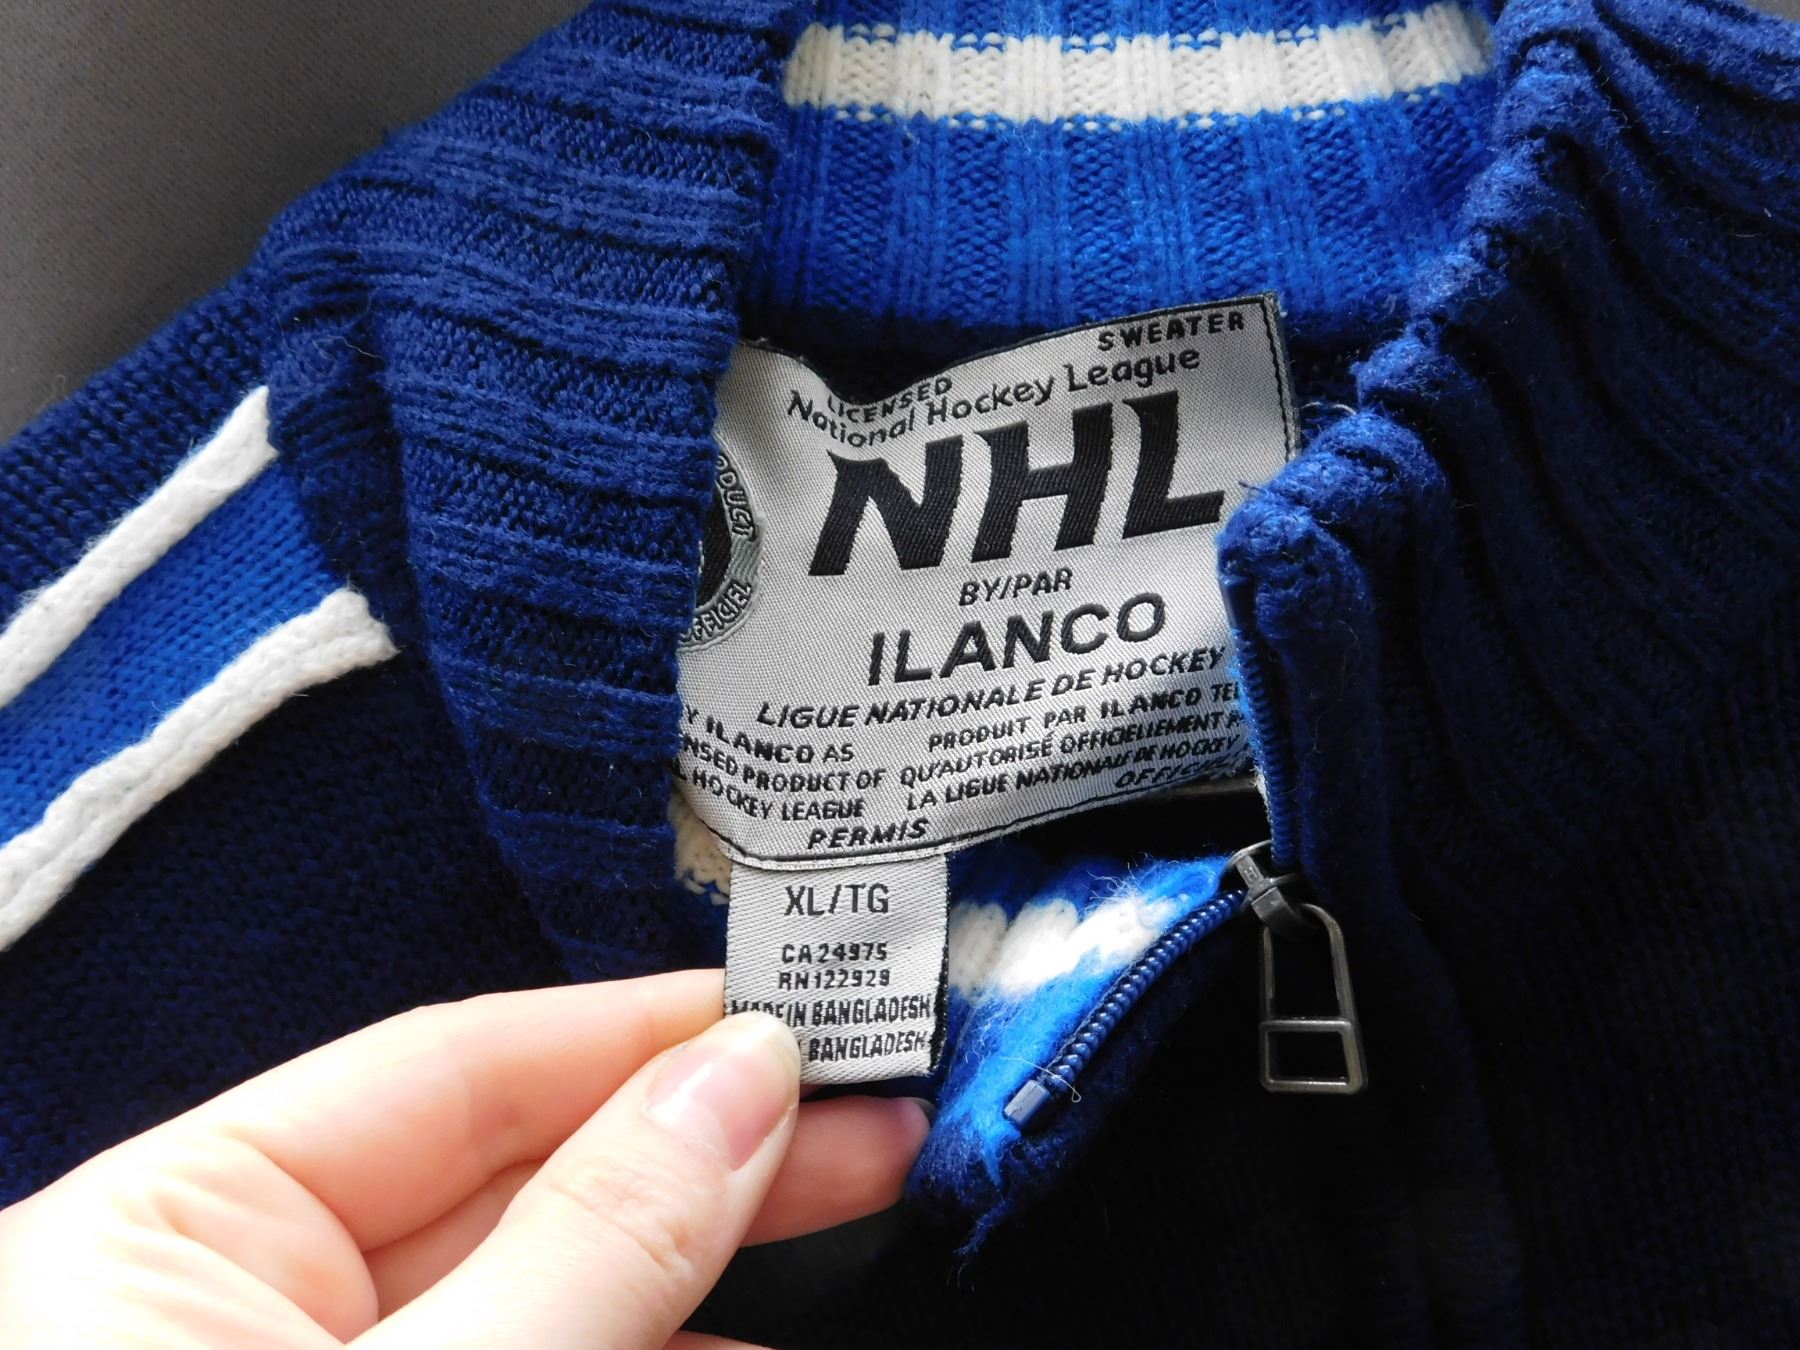 SWEATER
LICENSED
National Hockey League
NHL
BY/PAR
ILANCO
LIGUE NATIONALE DE HOCKEY
ILANCO AS
PRODUCT OF
HOCKEY LEAGUE
PRODUIT PAR ILANCO
QU'AUTORISÉ OFFICIELLEMENT
LA LIGUE NATIONALE DE HOCKEY
PERMIS
XL/TG
CA24975
RN122929
MADE IN BANGLADESH
BANGLADESH